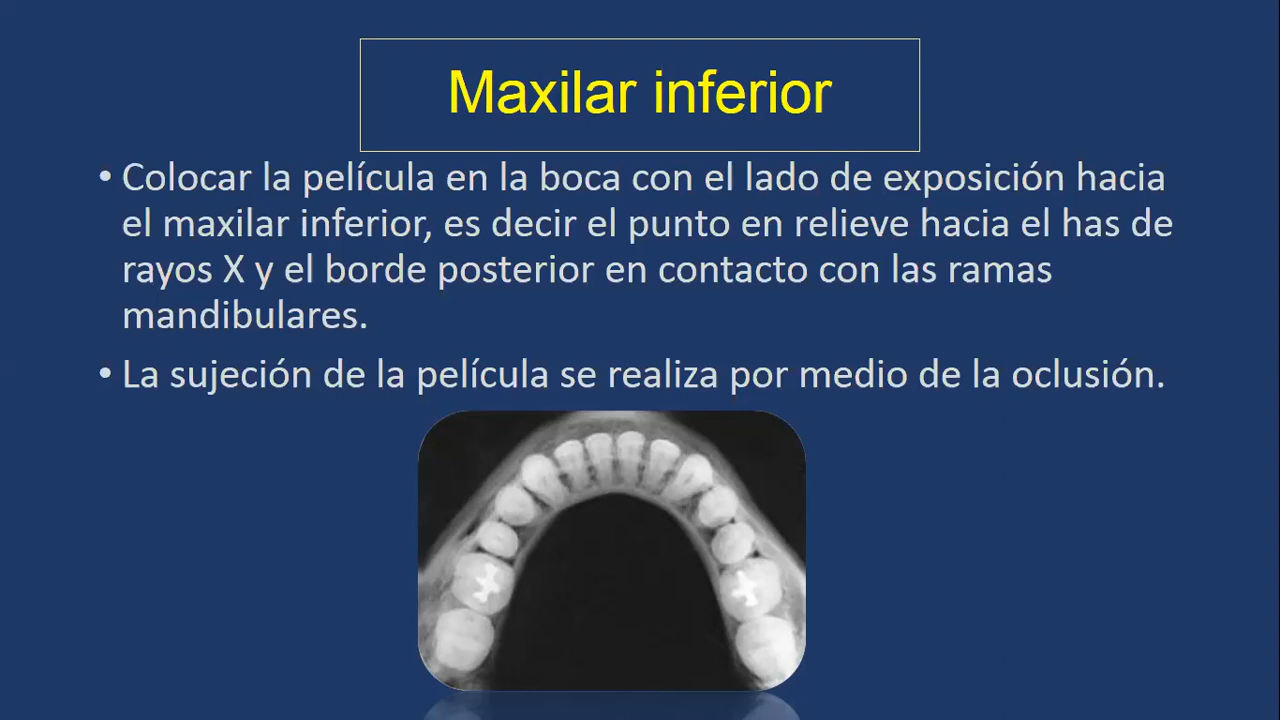 Maxilar inferior
• Colocar la película en la boca con el lado de exposición hacia
el maxilar inferior, es decir el punto en relieve hacia el has de
rayos X y el borde posterior en contacto con las ramas
mandibulares.
• La sujeción de la película se realiza por medio de la oclusión.